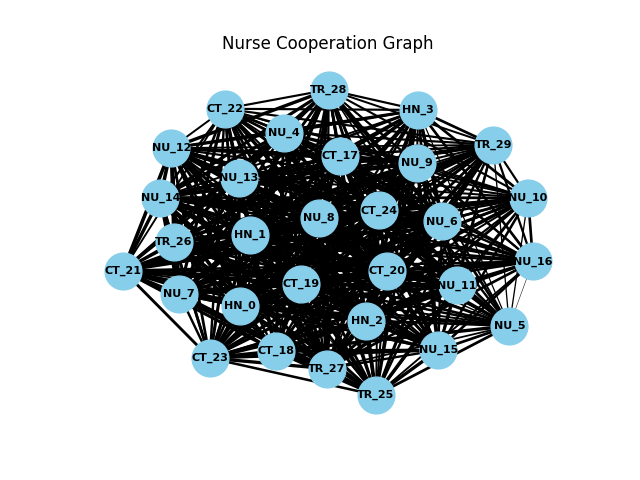 Nurse Cooperation Graph
TR_28
CT_22
HN_3
NU_4
TR_29
NU_12
CT_17
NU_9
NU_13
NU_14
NU_10
CT_24
NU_8
NU_6
HN_1
TR_26
NU_16
CT_21
CT_20
CT_19
NU_11
NU_7
HN_0
HN_2
NU_5
CT_18
NU_15
CT_23
TR_27
TR_25